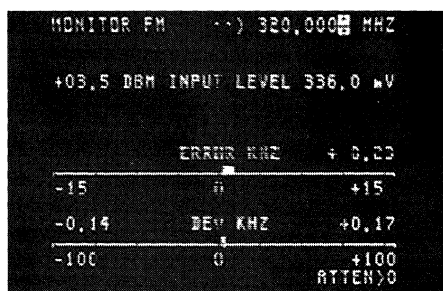 MONITOR FM --) 320,000 MHZ
+03.5 DBM INPUT LEVEL 336.0 mV
ERROR KHZ + 0.23
-15 0 +15
-0.14 DEV KHZ +0.17
-100 0 +100
ATTEN>0